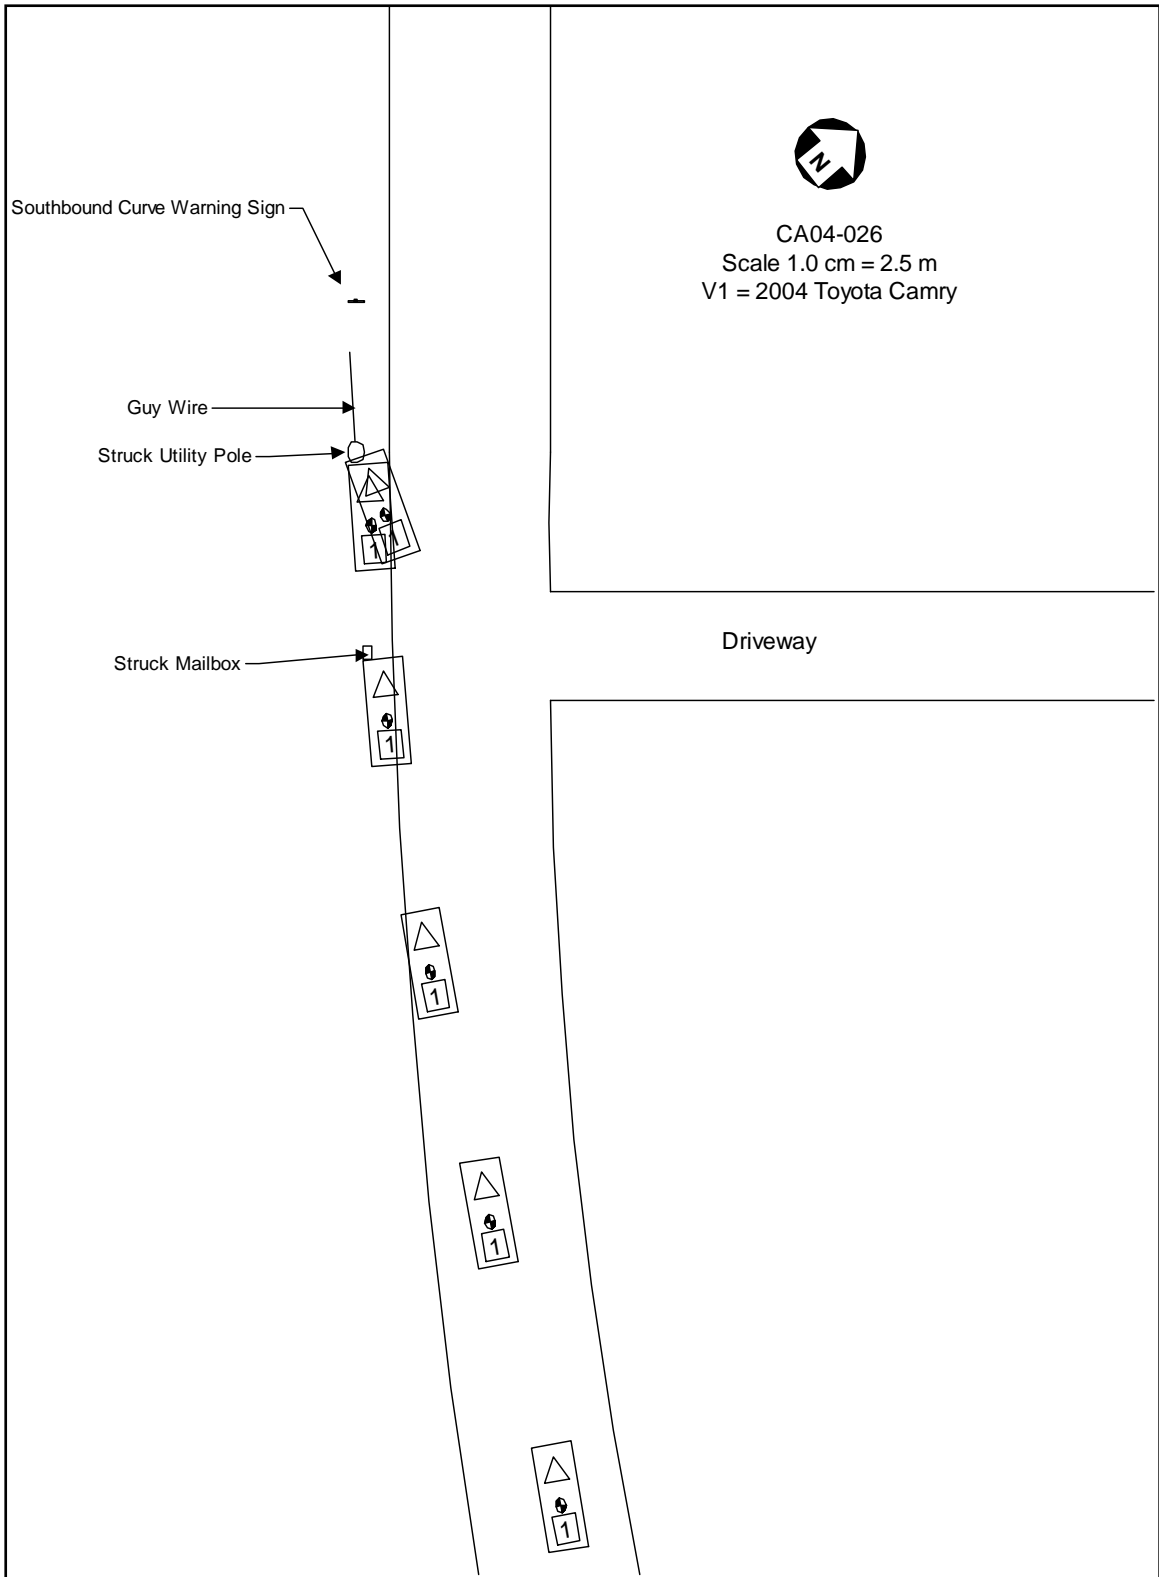 N
CA04-026
Scale 1.0 cm = 2.5 m
V1 = 2004 Toyota Camry
Southbound Curve Warning Sign
Guy Wire
Struck Utility Pole
1
1
Driveway
Struck Mailbox
1
1
1
1